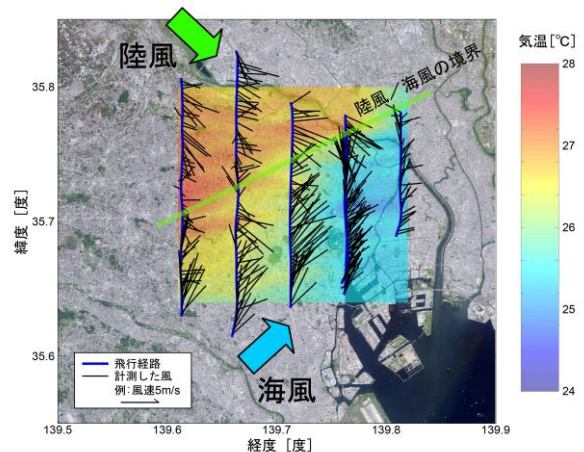 陸風
気温[℃]
陸風／海風の境界
28
27
26
25
24
35.8
35.7
35.6
35.5
緯度 [度]
海風
飛行経路
計測した風
例:風速5m/s
139.5
139.6
139.7
139.8
139.9
経度 [度]